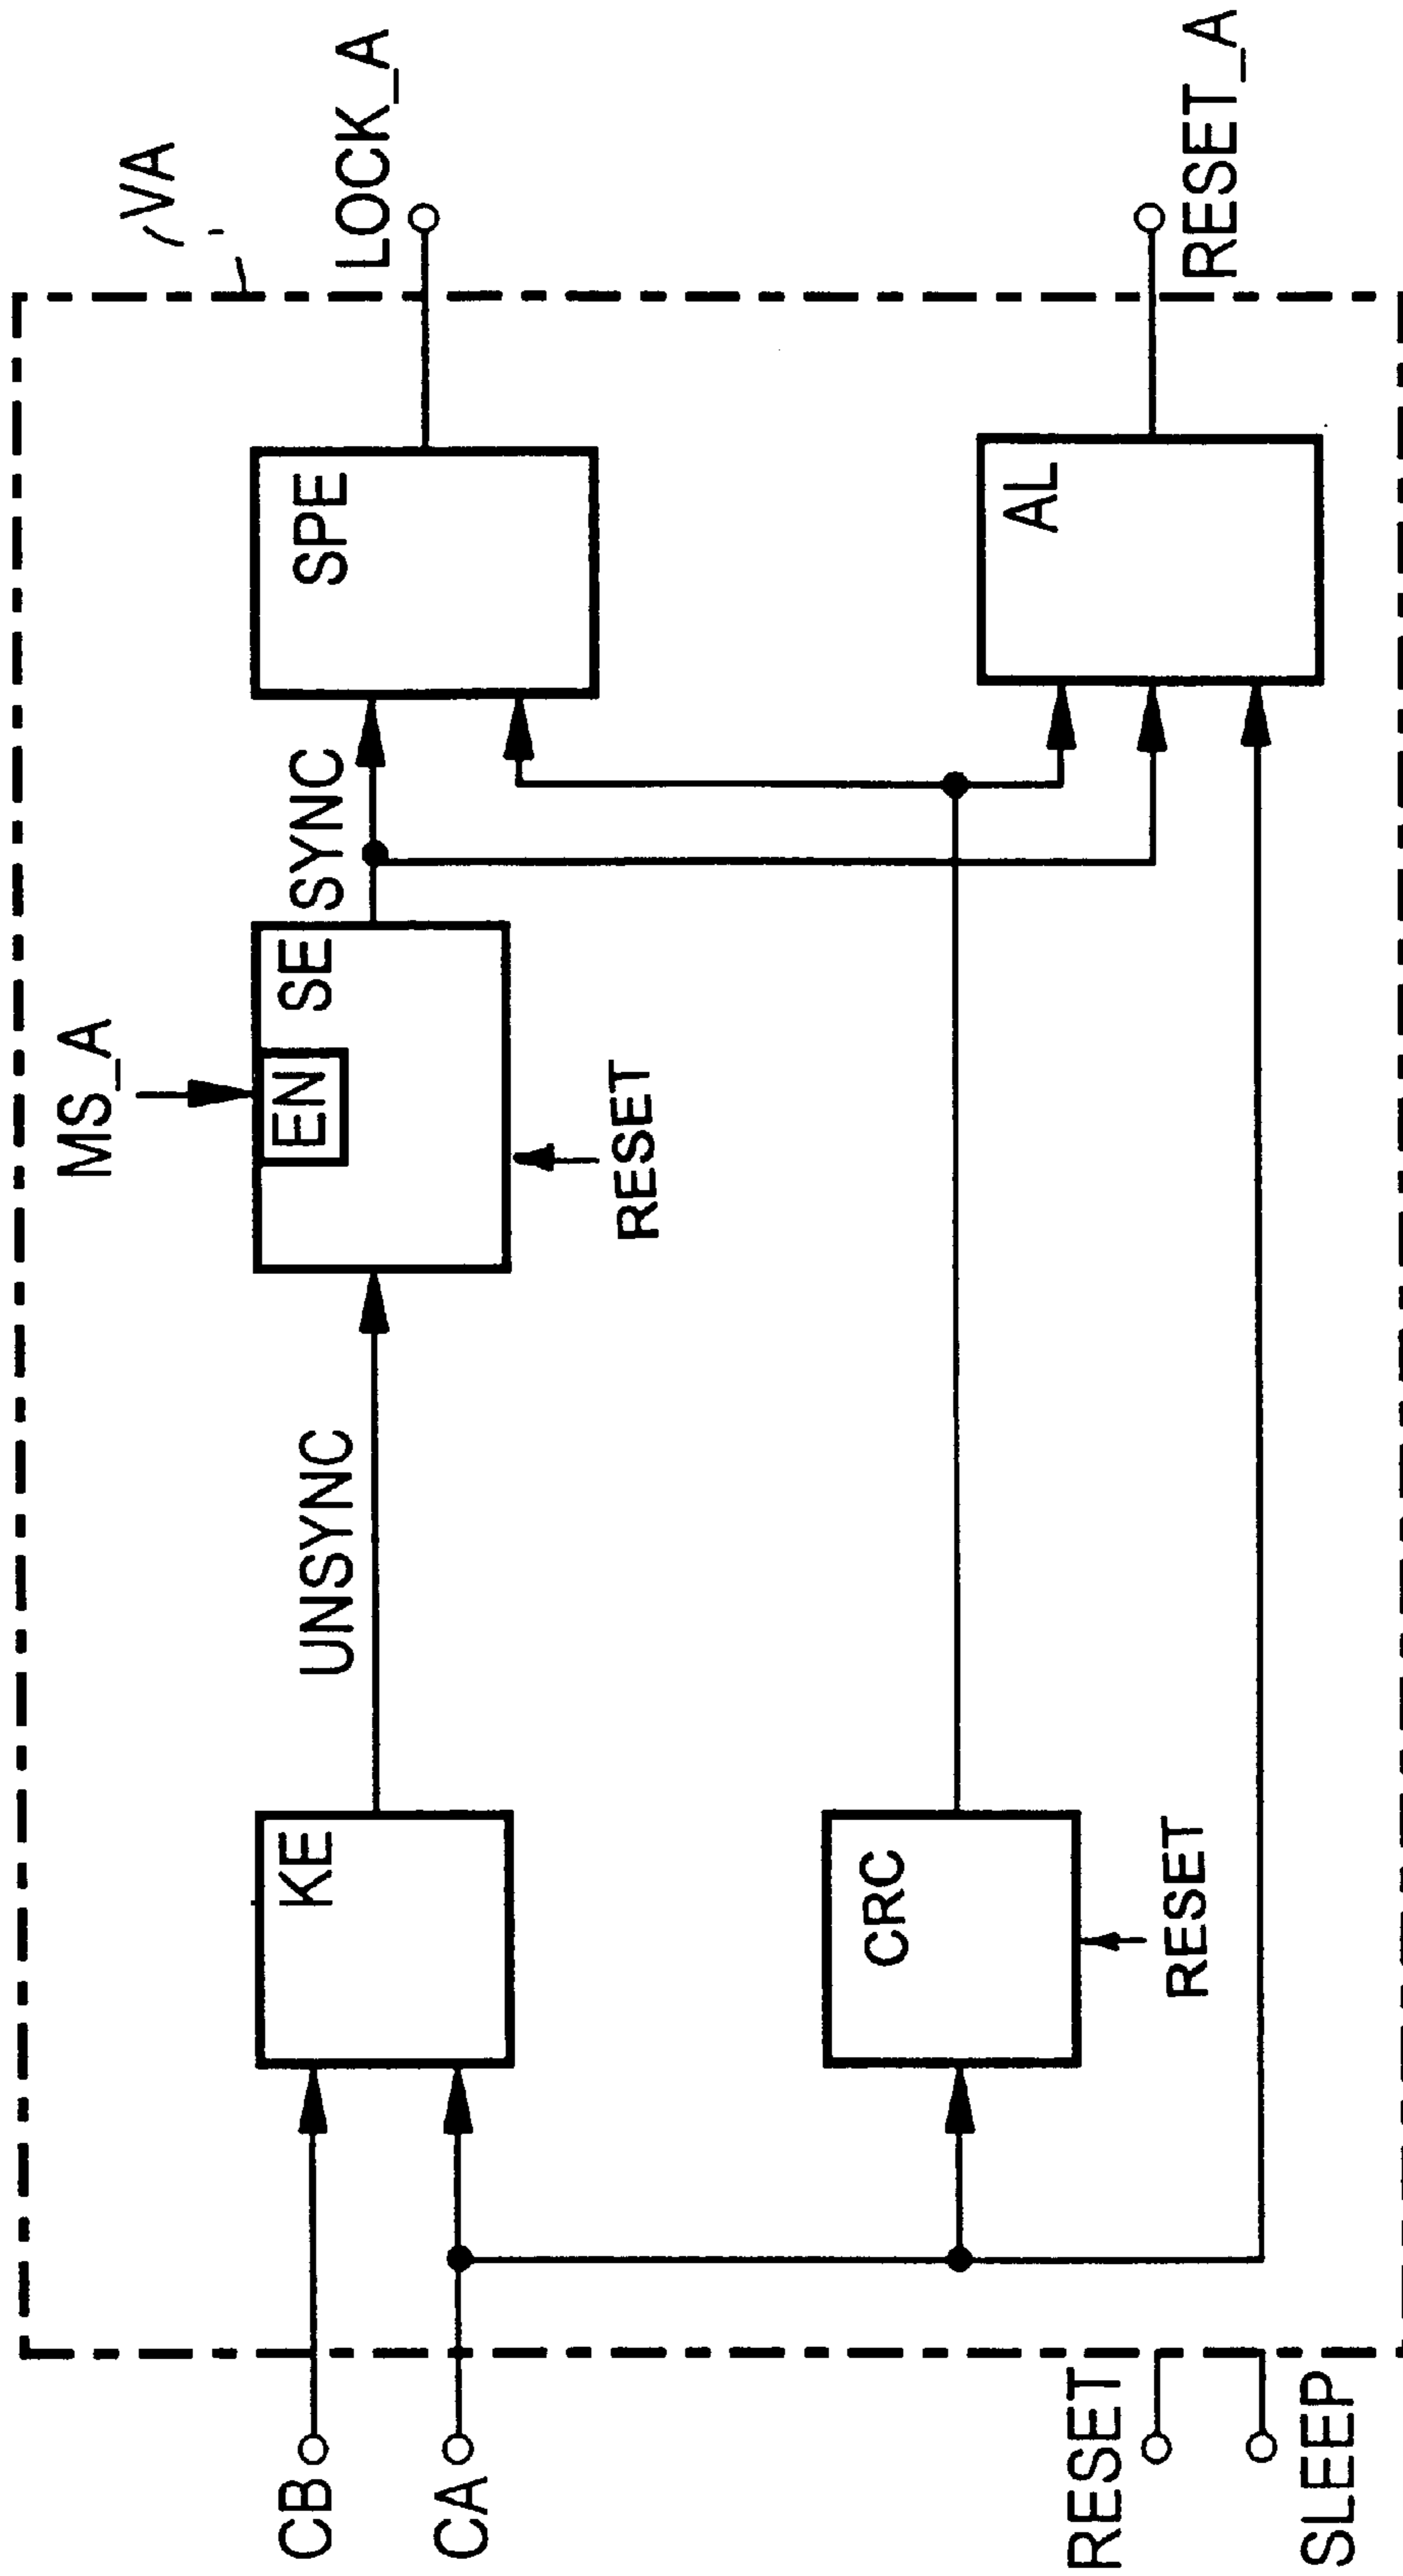 VA
MS_A
LOCK_A
CB
CA
KE
UNSYNC
EN
SE
SYNC
SPE
RESET
CRC
RESET
AL
RESET
SLEEP
RESET_A